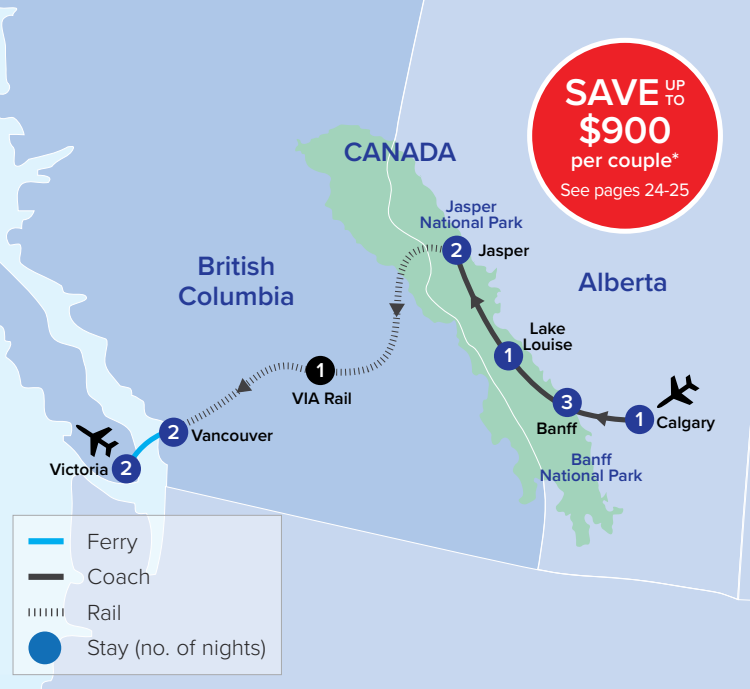 SAVE UP TO
$900
per couple*
See pages 24-25
CANADA
Jasper
National Park
2
Jasper
British
Columbia
Alberta
Lake
Louise
1
1
VIA Rail
3
Banff
1
Calgary
2
Vancouver
Victoria
2
Banff
National Park
Ferry
Coach
Rail
Stay (no. of nights)